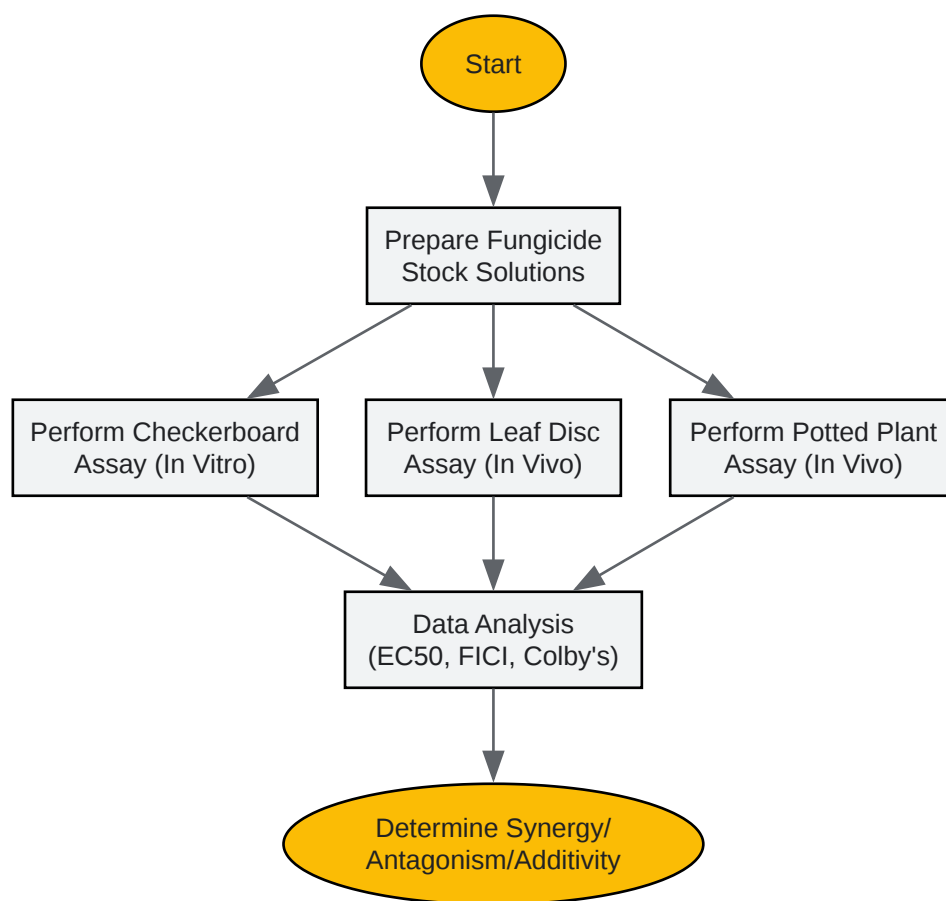 Start
Prepare Fungicide
Stock Solutions
Perform Checkerboard
Assay (In Vitro)
Perform Leaf Disc
Assay (In Vivo)
Perform Potted Plant
Assay (In Vivo)
Data Analysis
(EC50, FICI, Colby's)
Determine Synergy/
Antagonism/Additivity